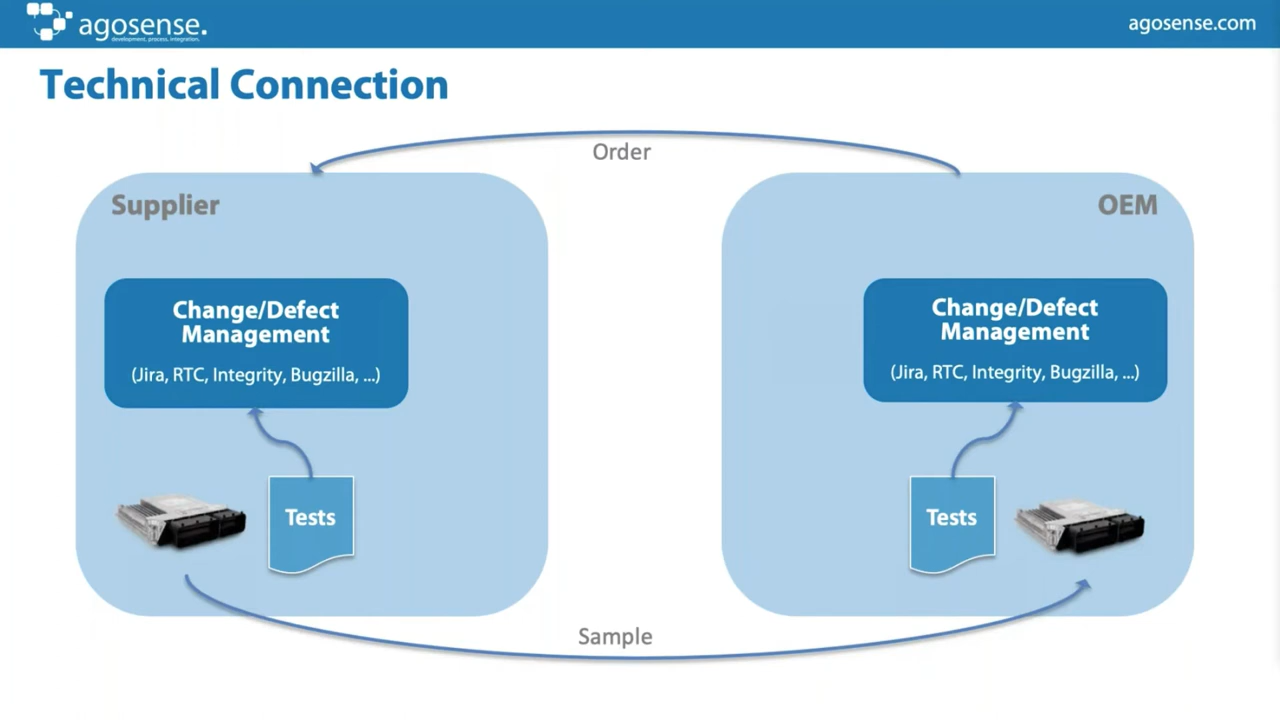 agosense.
development, process, integration.
agosense.com
Technical Connection
Order
Supplier
OEM
Change/Defect
Management
(Jira, RTC, Integrity, Bugzilla, ...)
Change/Defect
Management
(Jira, RTC, Integrity, Bugzilla, ...)
Tests
Tests
Sample